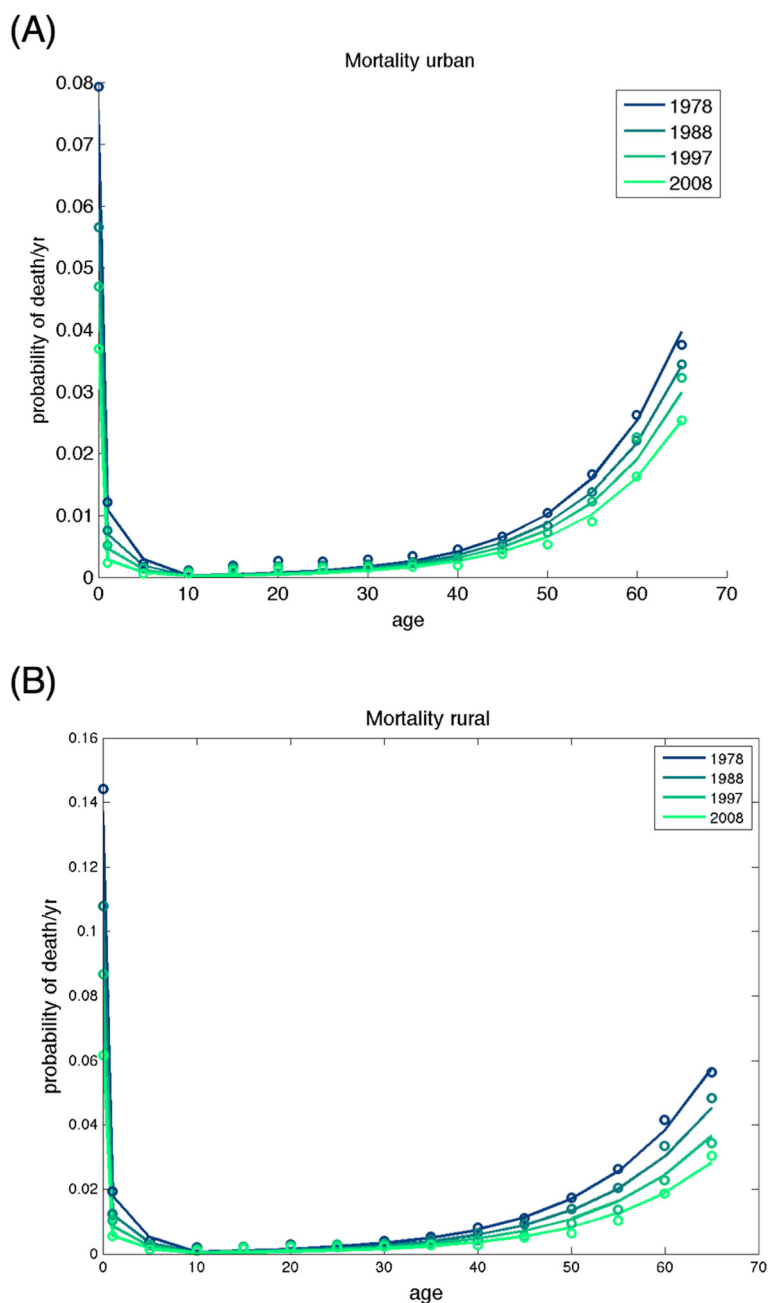 (A)
Mortality urban
0.08
0.07
0.06
0.05
0.04
0.03
0.02
0.01
0
probability of death/yr
1978
1988
1997
2008
0 10 20 30 40 50 60 70
age
(B)
Mortality rural
0.16
0.14
0.12
0.1
0.08
0.06
0.04
0.02
0
probability of death/yr
1978
1988
1997
2008
0 10 20 30 40 50 60 70
age